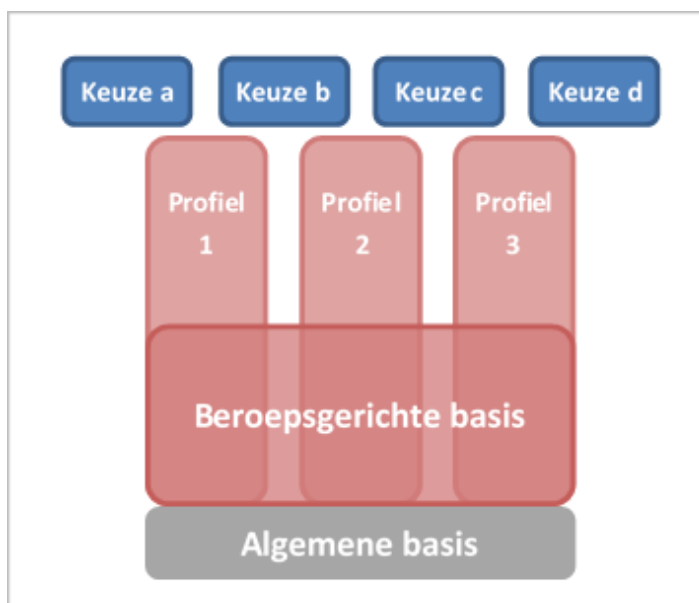 Keuze a
Keuze b
Keuze c
Keuze d
Profiel
1
Profiel
2
Profiel
3
Beroepsgerichte basis
Algemene basis